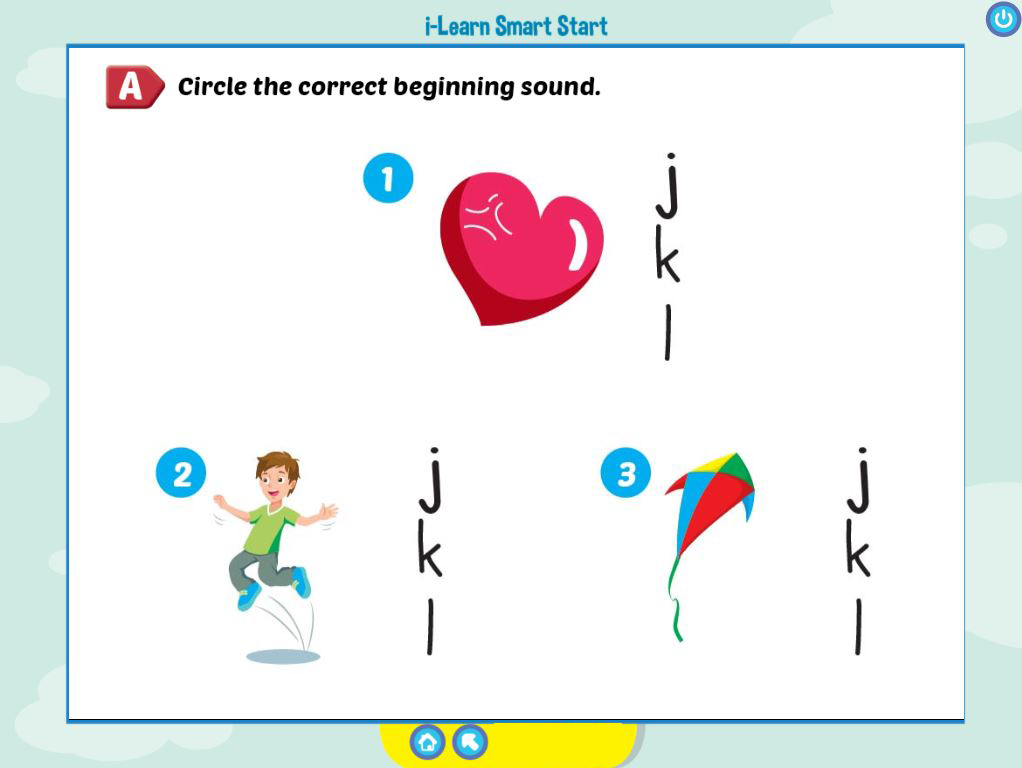 i-Learn Smart Start
A Circle the correct beginning sound.
1
j
k
l
2
j
k
l
3
j
k
l